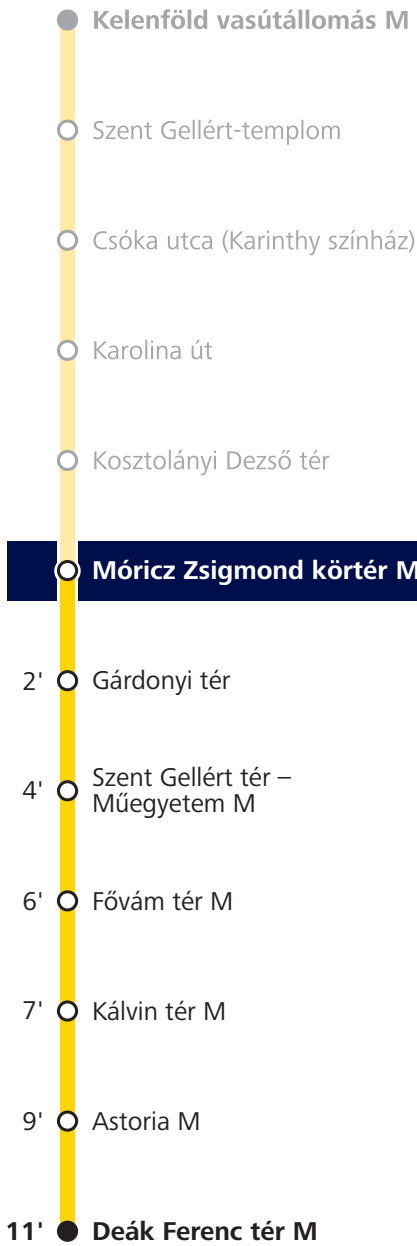 Kelenföld vasútállomás M
Szent Gellért-templom
Csóka utca (Karinthy színház)
Karolina út
Kosztolányi Dezső tér
Móricz Zsigmond körtér M
2' Gárdonyi tér
4' Szent Gellért tér –
Műegyetem M
6' Fővám tér M
7' Kálvin tér M
9' Astoria M
11' Deák Ferenc tér M